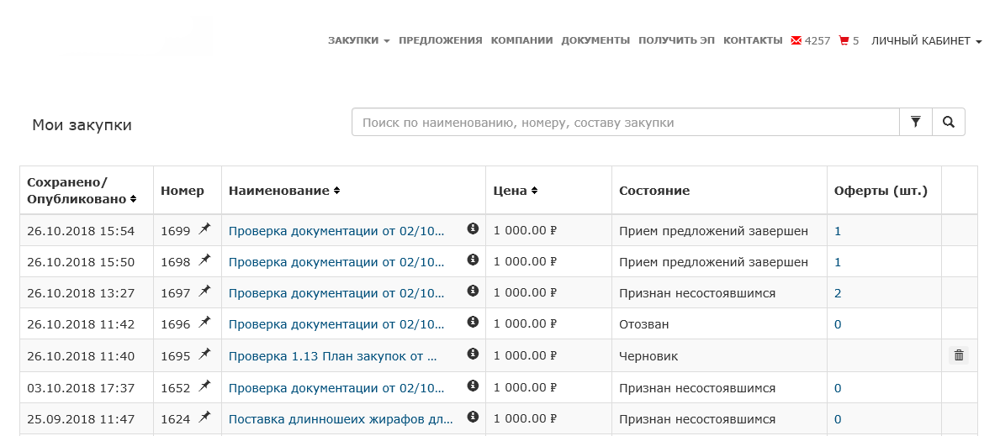 ЗАКУПКИ ПРЕДЛОЖЕНИЯ КОМПАНИИ ДОКУМЕНТЫ ПОЛУЧИТЬ ЭП КОНТАКТЫ 4257 5 ЛИЧНЫЙ КАБИНЕТ
Мои закупки
Поиск по наименованию, номеру, составу закупки
Сохранено/
Опубликовано Номер Наименование Цена Состояние Оферты (шт.)
26.10.2018 15:54 1699 Проверка документации от 02/10... 1 000.00 ₽ Прием предложений завершен 1
26.10.2018 15:50 1698 Проверка документации от 02/10... 1 000.00 ₽ Прием предложений завершен 1
26.10.2018 13:27 1697 Проверка документации от 02/10... 1 000.00 ₽ Признан несостоявшимся 2
26.10.2018 11:42 1696 Проверка документации от 02/10... 1 000.00 ₽ Отозван 0
26.10.2018 11:40 1695 Проверка 1.13 План закупок от ... 1 000.00 ₽ Черновик
03.10.2018 17:37 1652 Проверка документации от 02/10... 1 000.00 ₽ Признан несостоявшимся 0
25.09.2018 11:47 1624 Поставка длинношеих жирафов дл... 1 000.00 ₽ Признан несостоявшимся 0